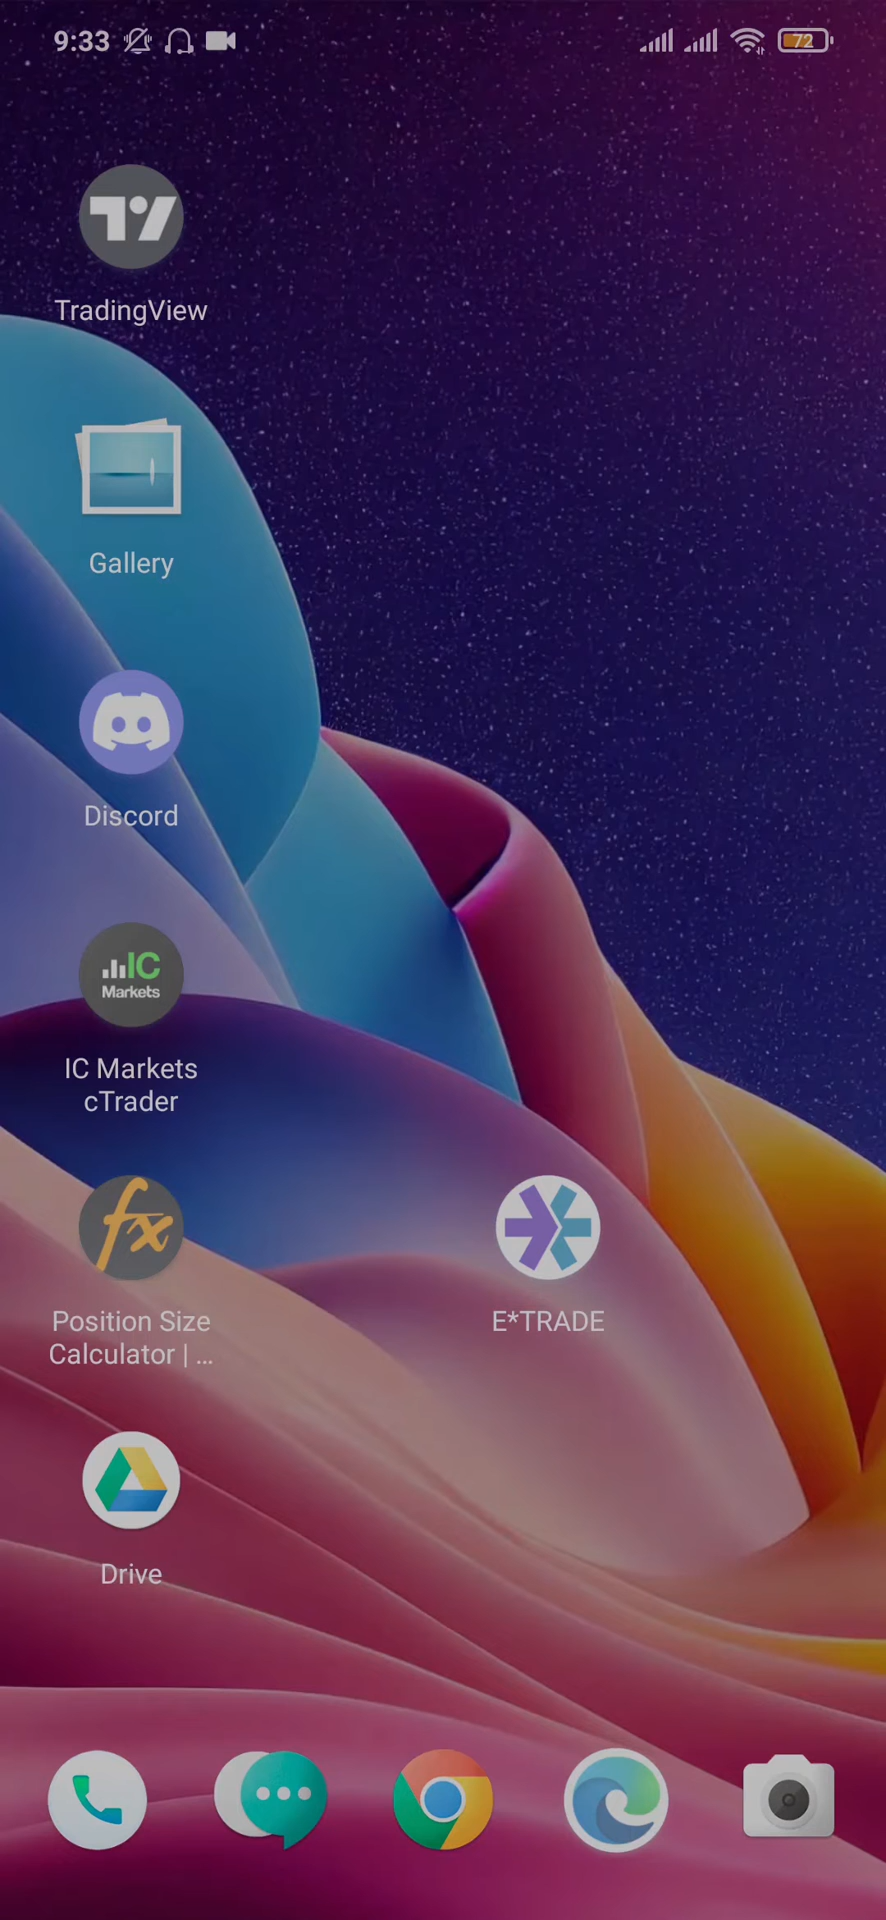 9:33
72
TradingView
Gallery
Discord
IC
Markets
IC Markets
cTrader
fx
Position Size
Calculator | ...
E*TRADE
Drive